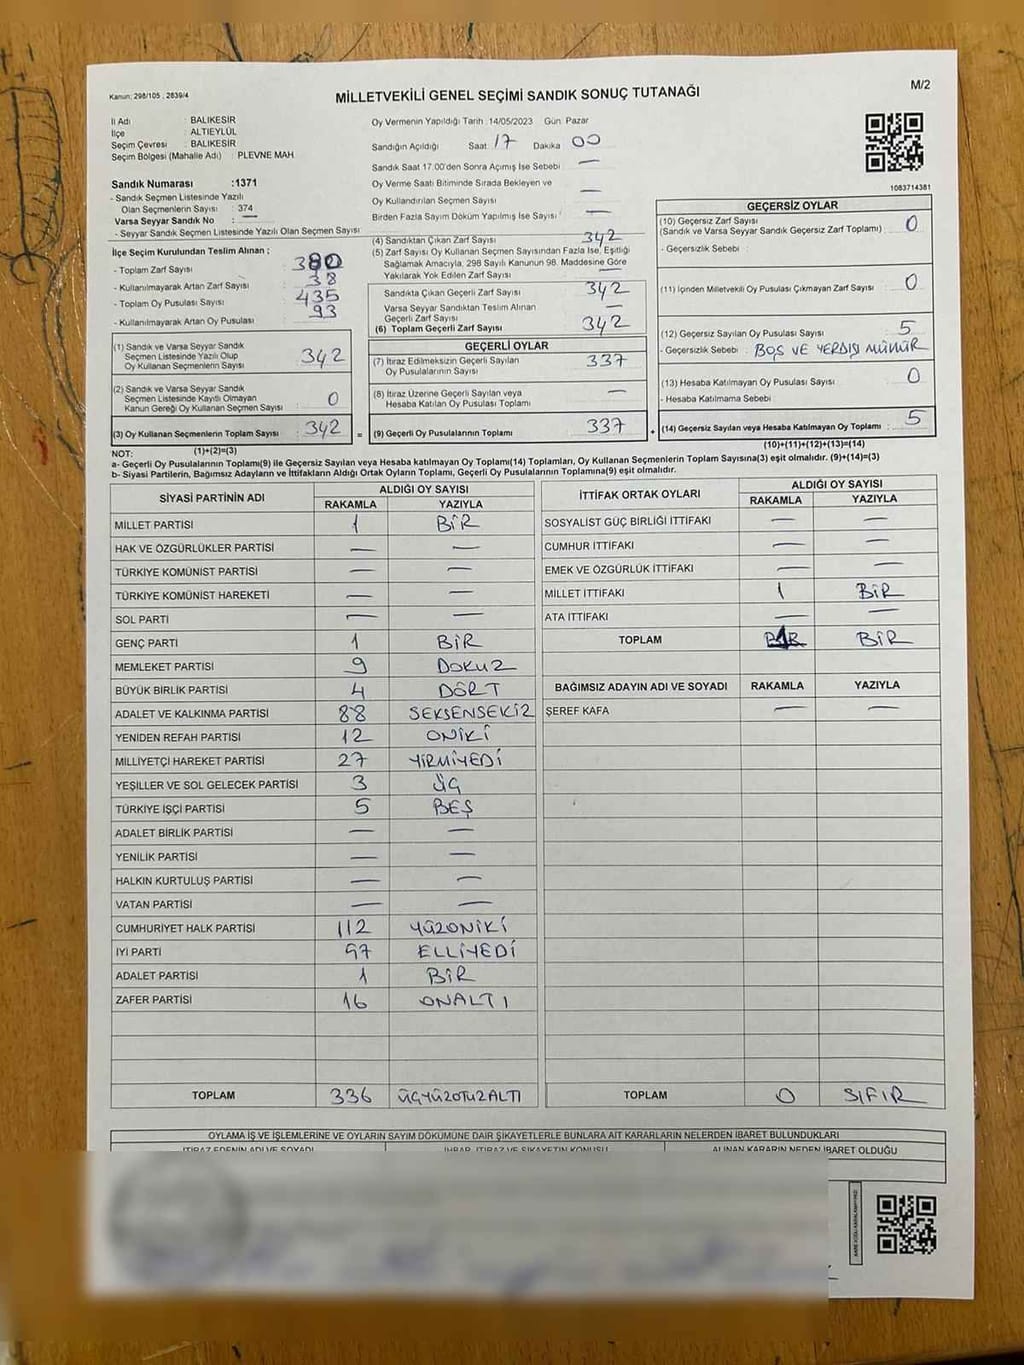 Kanun: 298/105 , 2839/4
MİLLETVEKİLİ GENEL SEÇİMİ SANDIK SONUÇ TUTANAĞI
M/2
İl Adı : BALIKESİR
İlçe : ALTIEYLÜL
Seçim Çevresi : BALIKESİR
Seçim Bölgesi (Mahalle Adı) : PLEVNE MAH
Sandık Numarası :1371
- Sandık Seçmen Listesinde Yazılı
Olan Seçmenlerin Sayısı : 374
Varsa Seyyar Sandık No : —
- Seyyar Sandık Seçmen Listesinde Yazılı Olan Seçmen Sayısı
Oy Vermenin Yapıldığı Tarih : 14/05/2023 Gün: Pazar
Sandığın Açıldığı Saat : 17 Dakika : 00
Sandık Saat 17.00'den Sonra Açılmış İse Sebebi : —
Oy Verme Saati Bitiminde Sırada Bekleyen ve
Oy Kullandırılan Seçmen Sayısı : —
Birden Fazla Sayım Döküm Yapılmış İse Sayısı : —
1083714381
İlçe Seçim Kurulundan Teslim Alınan ;
- Toplam Zarf Sayısı : 380
- Kullanılmayarak Artan Zarf Sayısı : 38
- Toplam Oy Pusulası Sayısı : 435
- Kullanılmayarak Artan Oy Pusulası : 93
(1) Sandık ve Varsa Seyyar Sandık
Seçmen Listesinde Yazılı Olup
Oy Kullanan Seçmenlerin Sayısı : 342
(2) Sandık ve Varsa Seyyar Sandık
Seçmen Listesinde Kayıtlı Olmayan
Kanun Gereği Oy Kullanan Seçmen Sayısı : 0
(3) Oy Kullanan Seçmenlerin Toplam Sayısı : 342
(1)+(2)=(3)
(4) Sandıktan Çıkan Zarf Sayısı : 342
(5) Zarf Sayısı Oy Kullanan Seçmen Sayısından Fazla İse, Eşitliği
Sağlamak Amacıyla, 298 Sayılı Kanunun 98. Maddesine Göre
Yakılarak Yok Edilen Zarf Sayısı : —
Sandıkta Çıkan Geçerli Zarf Sayısı : 342
Varsa Seyyar Sandıktan Teslim Alınan
Geçerli Zarf Sayısı : —
(6) Toplam Geçerli Zarf Sayısı : 342
GEÇERLİ OYLAR
(7) İtiraz Edilmeksizin Geçerli Sayılan
Oy Pusulalarının Sayısı : 337
(8) İtiraz Üzerine Geçerli Sayılan veya
Hesaba Katılan Oy Pusulası Toplamı : —
= (9) Geçerli Oy Pusulalarının Toplamı : 337
GEÇERSİZ OYLAR
(10) Geçersiz Zarf Sayısı
(Sandık ve Varsa Seyyar Sandık Geçersiz Zarf Toplamı) : 0
- Geçersizlik Sebebi :
(11) İçinden Milletvekili Oy Pusulası Çıkmayan Zarf Sayısı : 0
(12) Geçersiz Sayılan Oy Pusulası Sayısı : 5
- Geçersizlik Sebebi : BOŞ VE YERDIŞI MÜHÜR
(13) Hesaba Katılmayan Oy Pusulası Sayısı : 0
- Hesaba Katılmama Sebebi :
+ (14) Geçersiz Sayılan veya Hesaba Katılmayan Oy Toplamı : 5
(10)+(11)+(12)+(13)=(14)
NOT:
a- Geçerli Oy Pusulalarının Toplamı(9) ile Geçersiz Sayılan veya Hesaba katılmayan Oy Toplamı(14) Toplamları, Oy Kullanan Seçmenlerin Toplam Sayısına(3) eşit olmalıdır. (9)+(14)=(3)
b- Siyasi Partilerin, Bağımsız Adayların ve İttifakların Aldığı Ortak Oyların Toplamı, Geçerli Oy Pusulalarının Toplamına(9) eşit olmalıdır.
SİYASİ PARTİNİN ADI ALDIĞI OY SAYISI
RAKAMLA YAZIYLA
MİLLET PARTİSİ 1 BİR
HAK VE ÖZGÜRLÜKLER PARTİSİ — —
TÜRKİYE KOMÜNİST PARTİSİ — —
TÜRKİYE KOMÜNİST HAREKETİ — —
SOL PARTİ — —
GENÇ PARTİ 1 BİR
MEMLEKET PARTİSİ 9 DOKUZ
BÜYÜK BİRLİK PARTİSİ 4 DÖRT
ADALET VE KALKINMA PARTİSİ 88 SEKSENSEKİZ
YENİDEN REFAH PARTİSİ 12 ONİKİ
MİLLİYETÇİ HAREKET PARTİSİ 27 YİRMİYEDİ
YEŞİLLER VE SOL GELECEK PARTİSİ 3 ÜÇ
TÜRKİYE İŞÇİ PARTİSİ 5 BEŞ
ADALET BİRLİK PARTİSİ — —
YENİLİK PARTİSİ — —
HALKIN KURTULUŞ PARTİSİ — —
VATAN PARTİSİ — —
CUMHURİYET HALK PARTİSİ 112 YÜZONİKİ
İYİ PARTİ 57 ELLİYEDİ
ADALET PARTİSİ 1 BİR
ZAFER PARTİSİ 16 ONALTI
TOPLAM 336 ÜÇYÜZOTUZALTI
İTTİFAK ORTAK OYLARI ALDIĞI OY SAYISI
RAKAMLA YAZIYLA
SOSYALİST GÜÇ BİRLİĞİ İTTİFAKI — —
CUMHUR İTTİFAKI — —
EMEK VE ÖZGÜRLÜK İTTİFAKI — —
MİLLET İTTİFAKI 1 BİR
ATA İTTİFAKI — —
TOPLAM 1 BİR
BAĞIMSIZ ADAYIN ADI VE SOYADI RAKAMLA YAZIYLA
ŞEREF KAFA — —
TOPLAM 0 SIFIR
OYLAMA İŞ VE İŞLEMLERİNE VE OYLARIN SAYIM DÖKÜMÜNE DAİR ŞİKAYETLERLE BUNLARA AİT KARARLARIN NELERDEN İBARET BULUNDUKLARI
İTİRAZ EDENİN ADI VE SOYADI İHBAR, İTİRAZ VE ŞİKAYETİN KONUSU ALINAN KARARIN NEDEN İBARET OLDUĞU